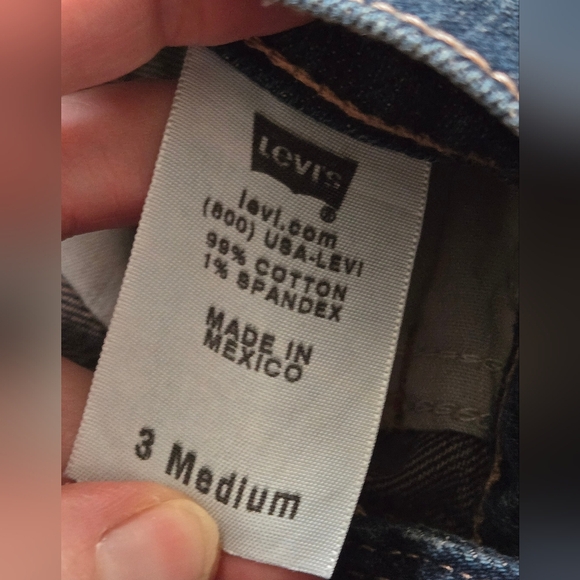 LEVI'S®
levi.com
(800) USA-LEVI
99% COTTON
1% SPANDEX
MADE IN
MEXICO
3 Medium